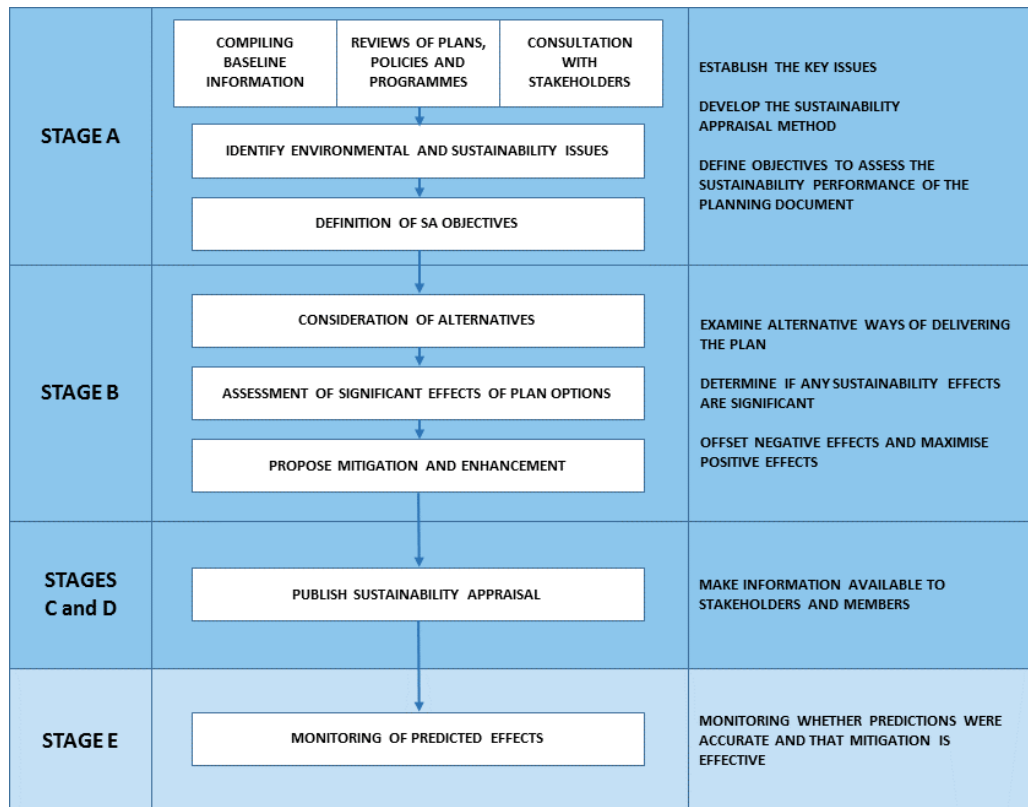 STAGE A
COMPILING
BASELINE
INFORMATION
REVIEWS OF PLANS,
POLICIES AND
PROGRAMMES
CONSULTATION
WITH
STAKEHOLDERS
IDENTIFY ENVIRONMENTAL AND SUSTAINABILITY ISSUES
DEFINITION OF SA OBJECTIVES
ESTABLISH THE KEY ISSUES
DEVELOP THE SUSTAINABILITY
APPRAISAL METHOD
DEFINE OBJECTIVES TO ASSESS THE
SUSTAINABILITY PERFORMANCE OF THE
PLANNING DOCUMENT
STAGE B
CONSIDERATION OF ALTERNATIVES
ASSESSMENT OF SIGNIFICANT EFFECTS OF PLAN OPTIONS
PROPOSE MITIGATION AND ENHANCEMENT
EXAMINE ALTERNATIVE WAYS OF DELIVERING
THE PLAN
DETERMINE IF ANY SUSTAINABILITY EFFECTS
ARE SIGNIFICANT
OFFSET NEGATIVE EFFECTS AND MAXIMISE
POSITIVE EFFECTS
STAGES
C and D
PUBLISH SUSTAINABILITY APPRAISAL
MAKE INFORMATION AVAILABLE TO
STAKEHOLDERS AND MEMBERS
STAGE E
MONITORING OF PREDICTED EFFECTS
MONITORING WHETHER PREDICTIONS WERE
ACCURATE AND THAT MITIGATION IS
EFFECTIVE